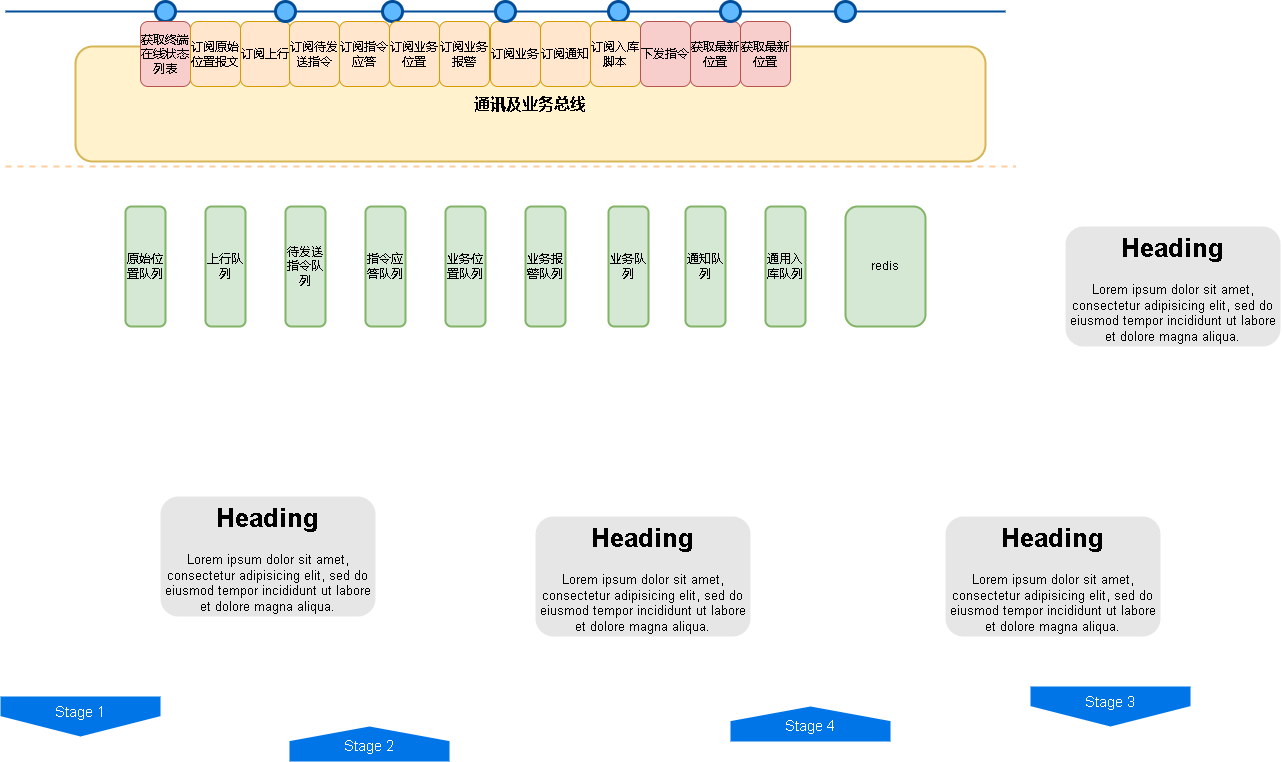 获取终端
在线状态
列表
订阅原始
位置报文
订阅上行
订阅待发
送指令
订阅指令
应答
订阅业务
位置
订阅业务
报警
订阅业务
订阅通知
订阅入库
脚本
下发指令
获取最新
位置
获取最新
位置
通讯及业务总线
原始位
置队列
上行队
列
待发送
指令队
列
指令应
答队列
业务位
置队列
业务报
警队列
业务队
列
通知队
列
通用入
库队列
redis
Heading
Lorem ipsum dolor sit amet,
consectetur adipisicing elit, sed do
eiusmod tempor incididunt ut labore
et dolore magna aliqua.
Heading
Lorem ipsum dolor sit amet,
consectetur adipisicing elit, sed do
eiusmod tempor incididunt ut labore
et dolore magna aliqua.
Heading
Lorem ipsum dolor sit amet,
consectetur adipisicing elit, sed do
eiusmod tempor incididunt ut labore
et dolore magna aliqua.
Heading
Lorem ipsum dolor sit amet,
consectetur adipisicing elit, sed do
eiusmod tempor incididunt ut labore
et dolore magna aliqua.
Stage 1
Stage 2
Stage 4
Stage 3